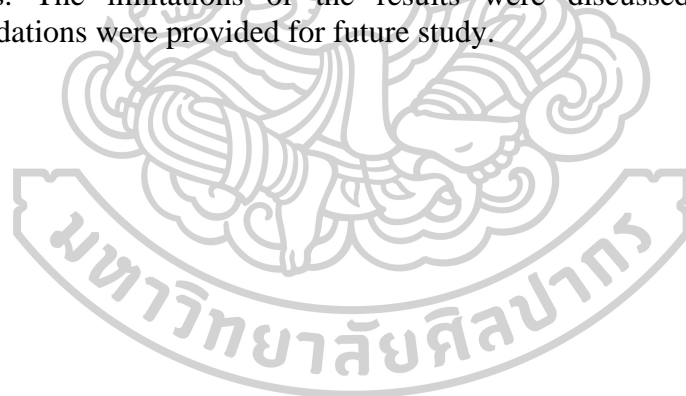 s. The limitations of the results were discussed
dations were provided for future study.
มหาวิทยาลัยศิลปากร